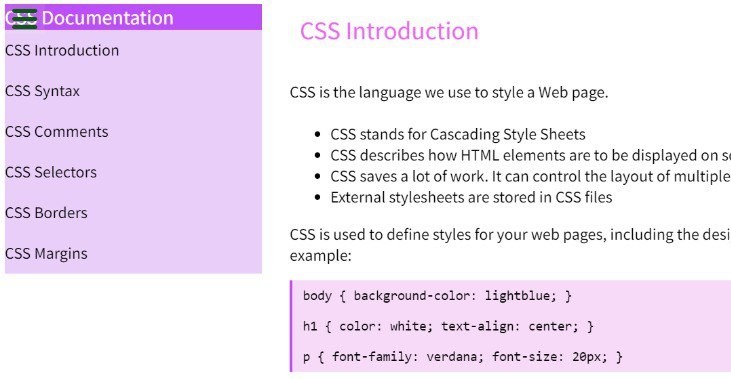 CSS Documentation
CSS Introduction
CSS Syntax
CSS Comments
CSS Selectors
CSS Borders
CSS Margins
CSS Introduction
CSS is the language we use to style a Web page.
CSS stands for Cascading Style Sheets
CSS describes how HTML elements are to be displayed on
CSS saves a lot of work. It can control the layout of multiple
External stylesheets are stored in CSS files
CSS is used to define styles for your web pages, including the
example:
body { background-color: lightblue; }
h1 { color: white; text-align: center; }
p { font-family: verdana; font-size: 20px; }